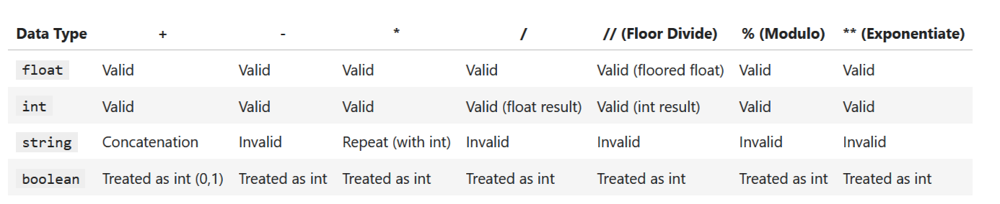 Data Type + - * / // (Floor Divide) % (Modulo) ** (Exponentiate)
float Valid Valid Valid Valid Valid (floored float) Valid Valid
int Valid Valid Valid Valid (float result) Valid (int result) Valid Valid
string Concatenation Invalid Repeat (with int) Invalid Invalid Invalid Invalid
boolean Treated as int (0,1) Treated as int Treated as int Treated as int Treated as int Treated as int Treated as int